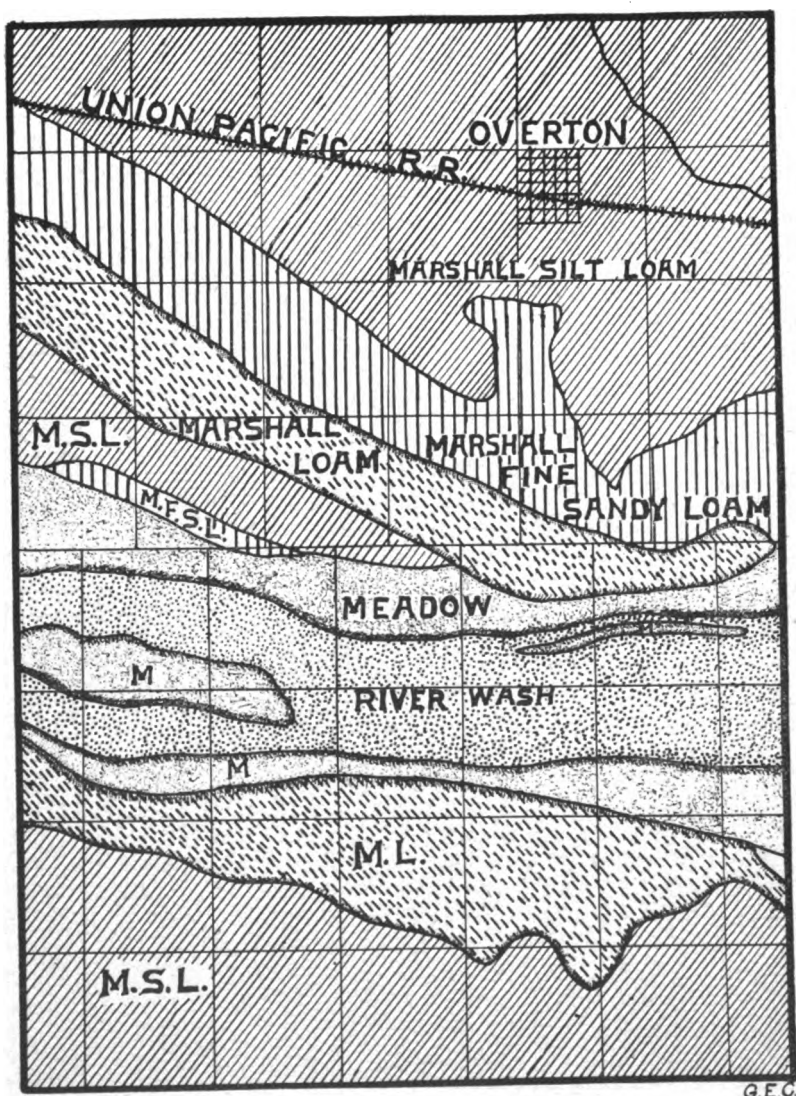 UNION PACIFIC R.R.
OVERTON
MARSHALL SILT LOAM
M.S.L.
MARSHALL
LOAM
MARSHALL
FINE
SANDY LOAM
M.F.S.L.
MEADOW
M
RIVER WASH
M
M.L.
M.S.L.
G.E.C.